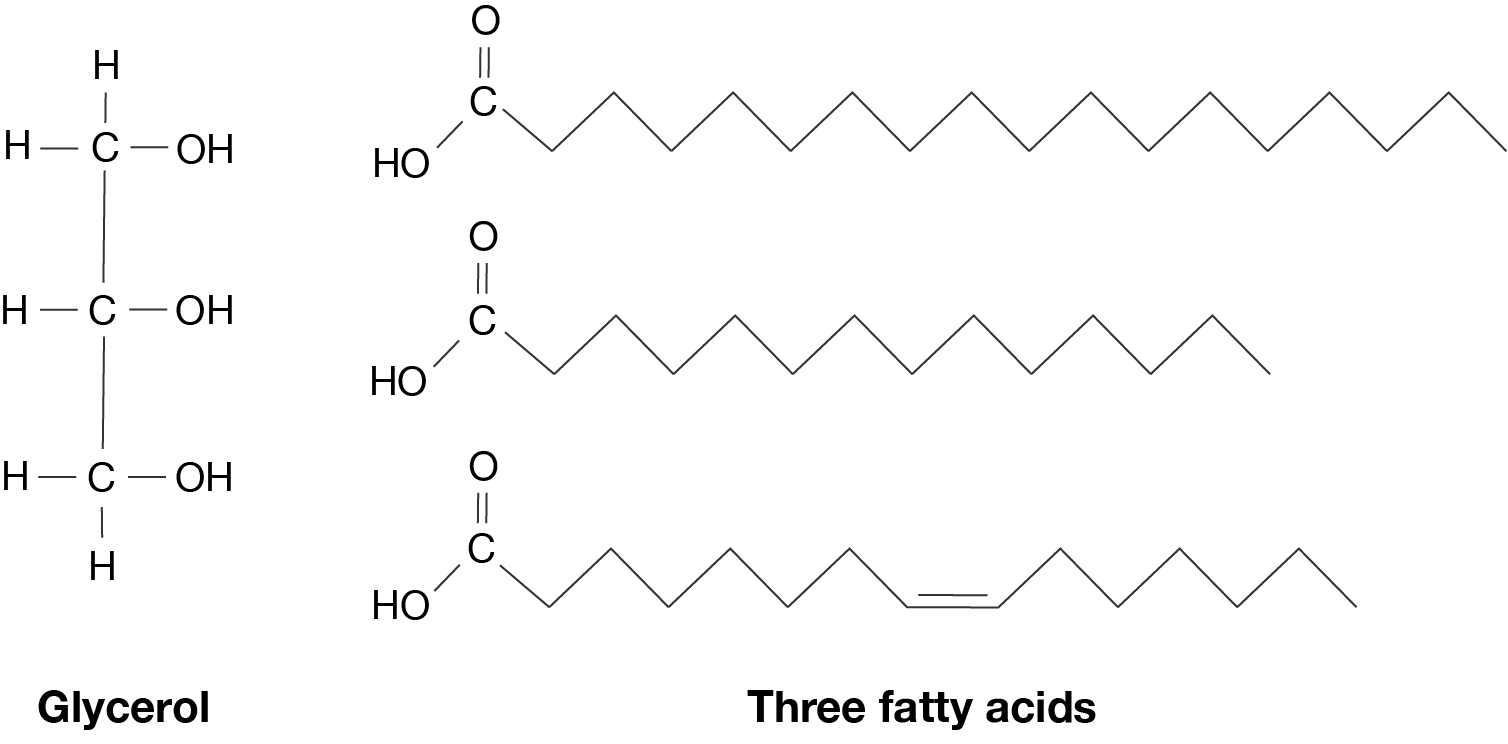 H
H C OH
H C OH
H C OH
H
O
C
HO
O
C
HO
O
C
HO
Glycerol
Three fatty acids